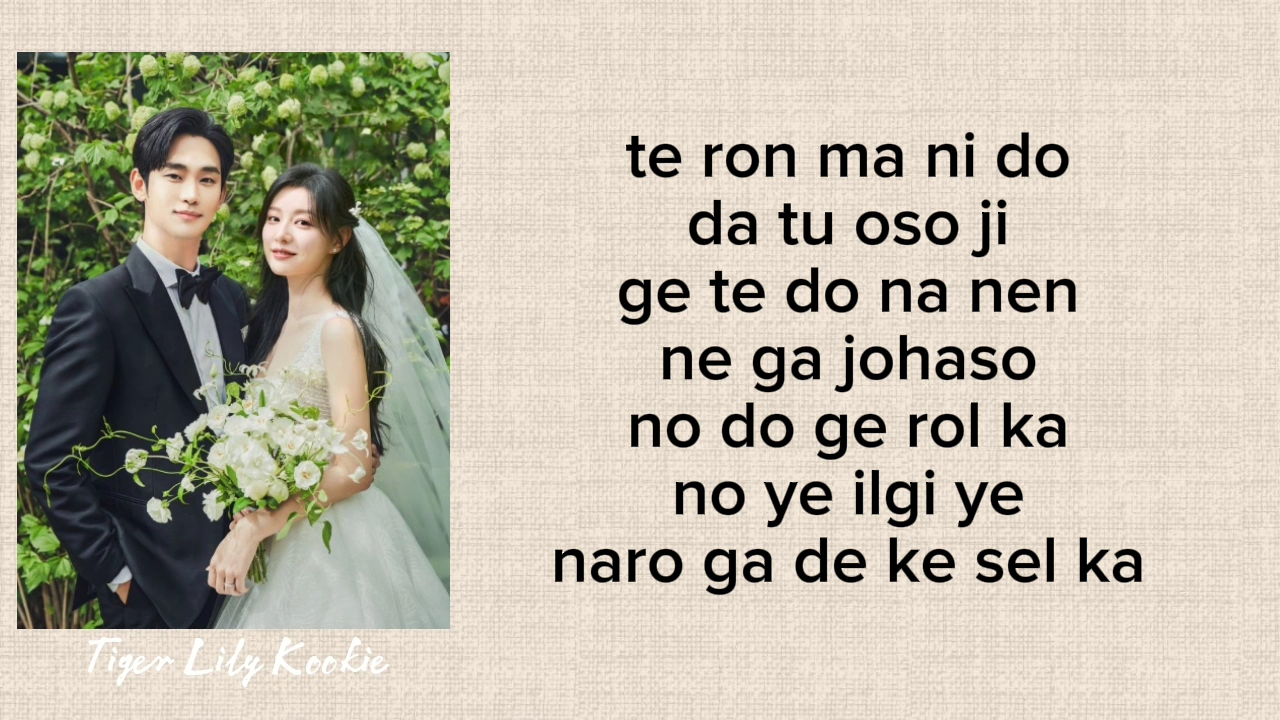 te ron ma ni do
da tu oso ji
ge te do na nen
ne ga johaso
no do ge rol ka
no ye ilgi ye
naro ga de ke sel ka
Tiger Lily Kookie